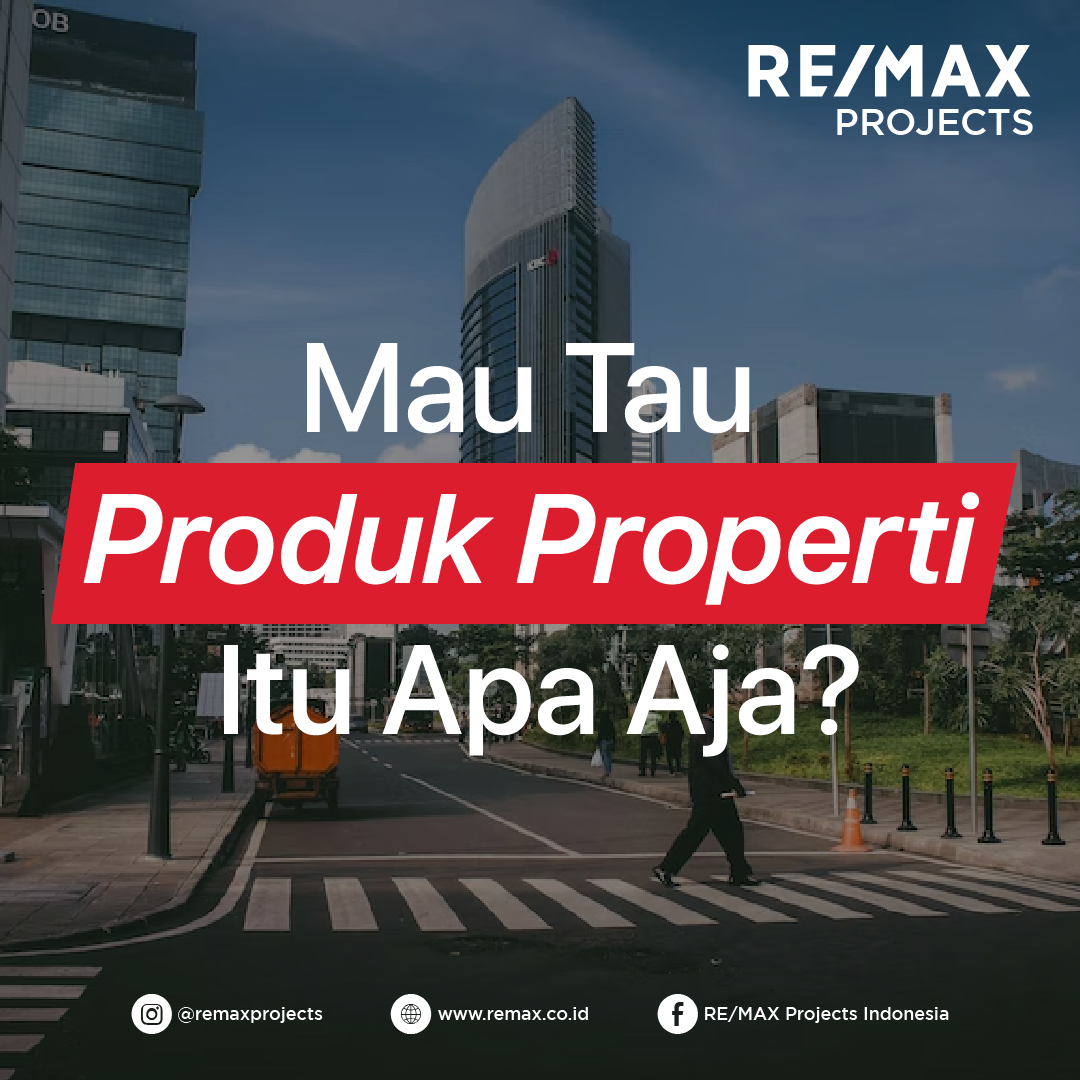 OB
RE/MAX
PROJECTS
Mau Tau
Produk Properti
Itu Apa Aja?
@remaxprojects
www.remax.co.id
RE/MAX Projects Indonesia